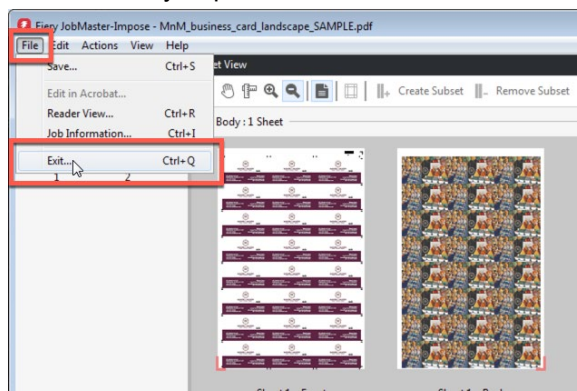 Fiery JobMaster-Impose - MnM_business_card_landscape_SAMPLE.pdf
File Edit Actions View Help
Save... Ctrl+S
et View
Edit in Acrobat...
Create Subset Remove Subset
Reader View... Ctrl+R
Body : 1 Sheet
Job Information... Ctrl+I
Exit... Ctrl+Q
1 2